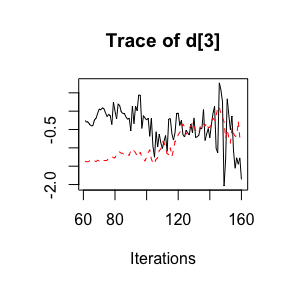 Trace of d[3]
-0.5
-2.0
60 80 120 160
Iterations